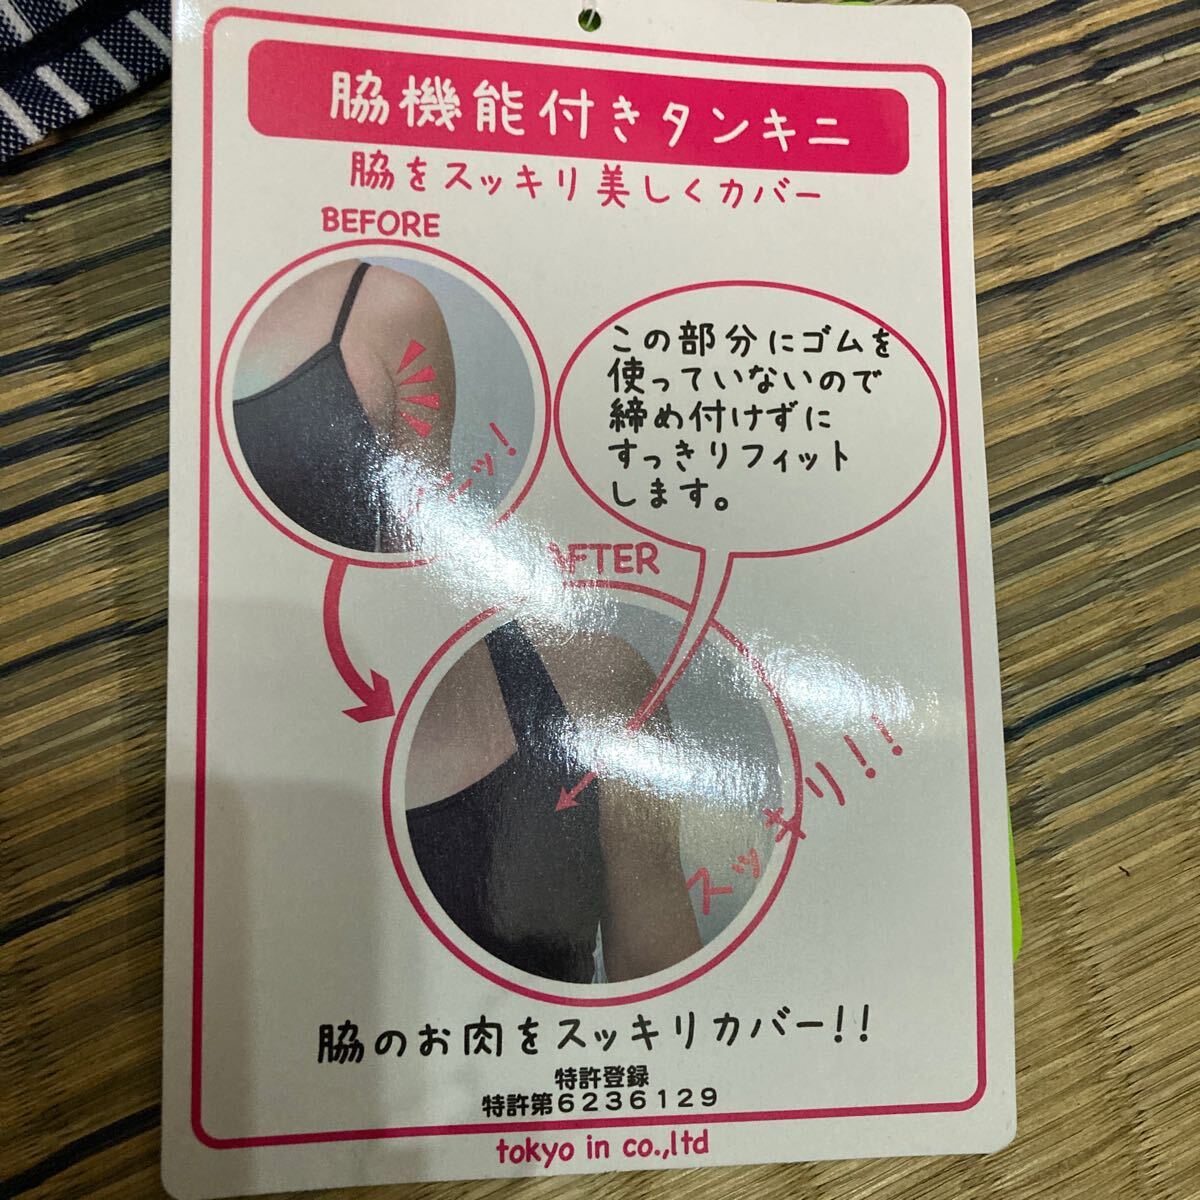 脇機能付きタンキニ
脇をスッキリ美しくカバー
BEFORE
この部分にゴムを
使っていないので
締め付けずに
すっきりフィット
します。
AFTER
スッキリ!!
脇のお肉をスッキリカバー!!
特許登録
特許第6236129
tokyo in co.,ltd